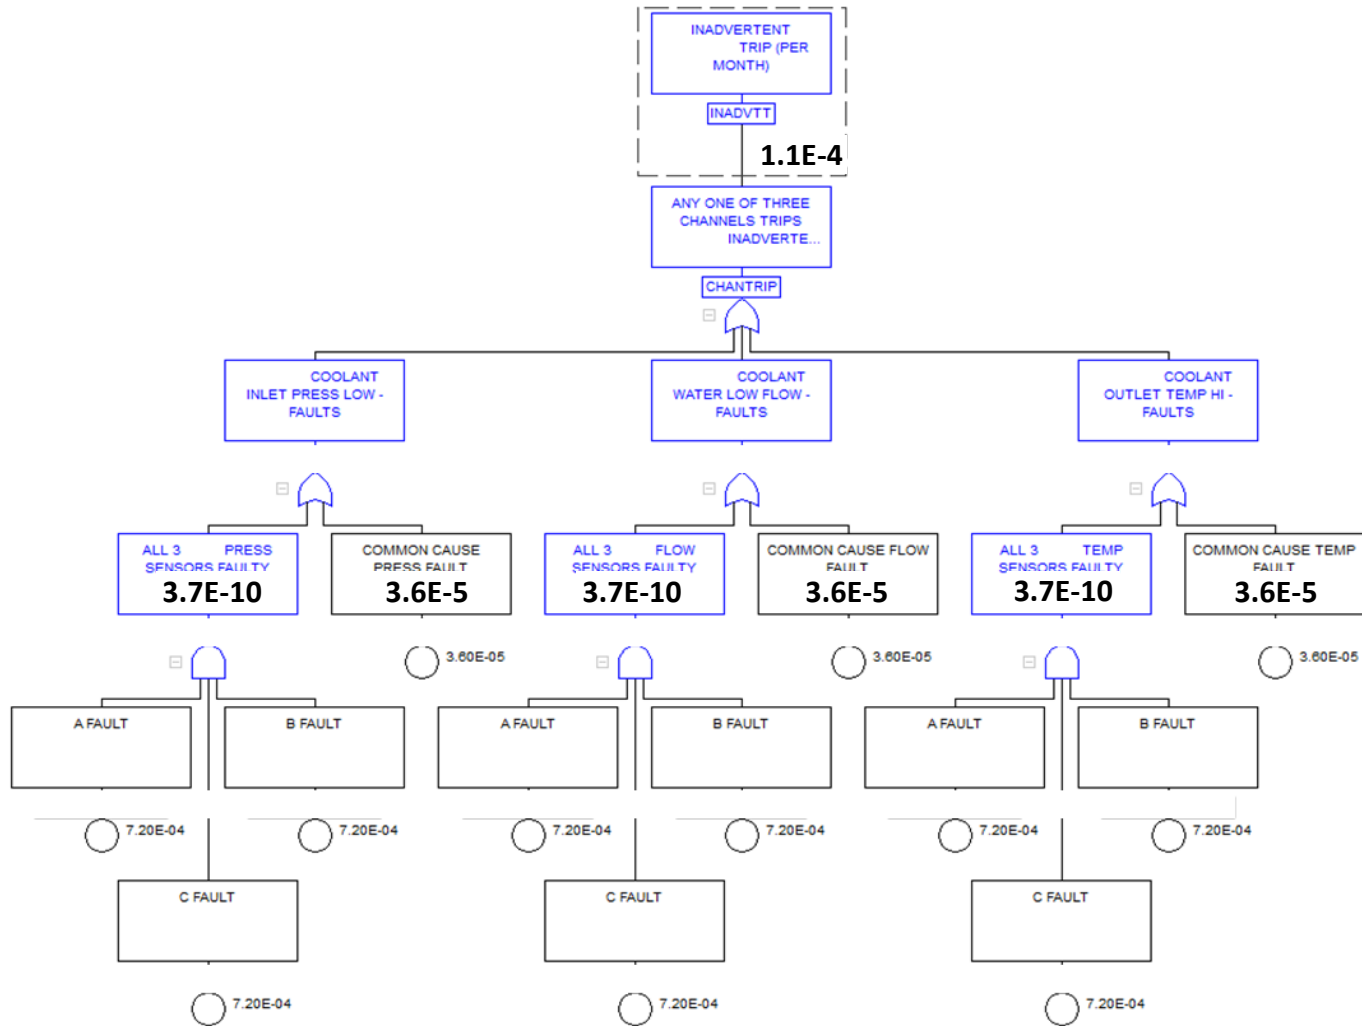 INADVERTENT
TRIP (PER
MONTH)
INADVTT
1.1E-4
ANY ONE OF THREE
CHANNELS TRIPS
INADVERTE...
CHANTRIP
COOLANT
INLET PRESS LOW -
FAULTS
COOLANT
WATER LOW FLOW -
FAULTS
COOLANT
OUTLET TEMP HI -
FAULTS
ALL 3 PRESS
SENSORS FAULTY
3.7E-10
COMMON CAUSE
PRESS FAULT
3.6E-5
ALL 3 FLOW
SENSORS FAULTY
3.7E-10
COMMON CAUSE FLOW
FAULT
3.6E-5
ALL 3 TEMP
SENSORS FAULTY
3.7E-10
COMMON CAUSE TEMP
FAULT
3.6E-5
3.60E-05
3.60E-05
3.60E-05
A FAULT
B FAULT
A FAULT
B FAULT
A FAULT
B FAULT
7.20E-04
7.20E-04
7.20E-04
7.20E-04
7.20E-04
7.20E-04
C FAULT
C FAULT
C FAULT
7.20E-04
7.20E-04
7.20E-04